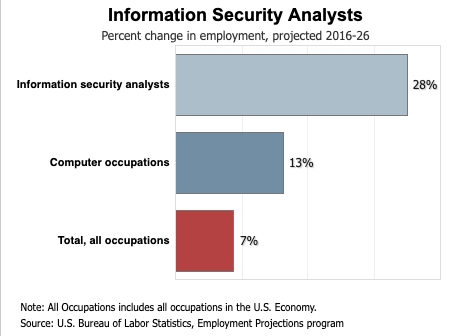 Information Security Analysts
Percent change in employment, projected 2016-26
Information security analysts
28%
Computer occupations
13%
Total, all occupations
7%
Note: All Occupations includes all occupations in the U.S. Economy.
Source: U.S. Bureau of Labor Statistics, Employment Projections program